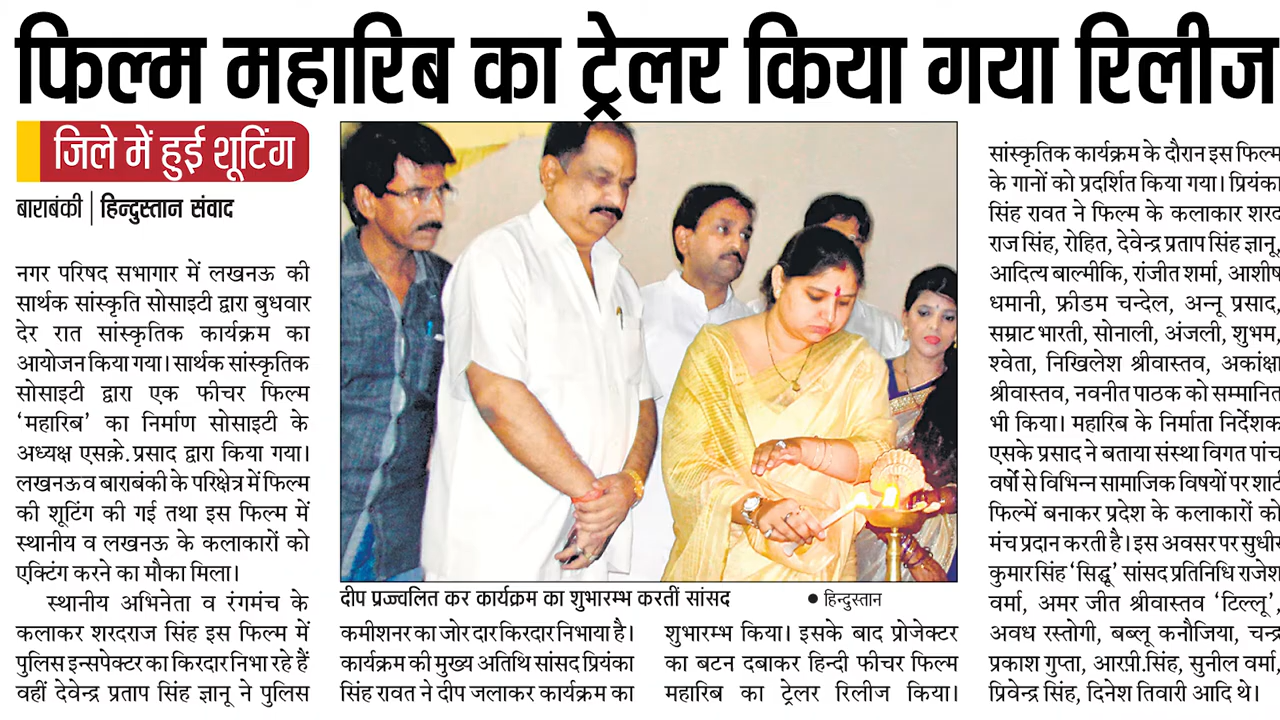 फिल्म महारिब का ट्रेलर किया गया रिलीज
जिले में हुई शूटिंग
बाराबंकी | हिन्दुस्तान संवाद
नगर परिषद सभागार में लखनऊ की
सार्थक सांस्कृति सोसाइटी द्वारा बुधवार
देर रात सांस्कृतिक कार्यक्रम का
आयोजन किया गया। सार्थक सांस्कृतिक
सोसाइटी द्वारा एक फीचर फिल्म
‘महारिब’ का निर्माण सोसाइटी के
अध्यक्ष एसके. प्रसाद द्वारा किया गया।
लखनऊ व बाराबंकी के परिक्षेत्र में फिल्म
की शूटिंग की गई तथा इस फिल्म में
स्थानीय व लखनऊ के कलाकारों को
एक्टिंग करने का मौका मिला।
स्थानीय अभिनेता व रंगमंच के
कलाकार शरदराज सिंह इस फिल्म में
पुलिस इन्सपेक्टर का किरदार निभा रहे हैं
वहीं देवेन्द्र प्रताप सिंह ज्ञानू ने पुलिस
दीप प्रज्ज्वलित कर कार्यक्रम का शुभारम्भ करतीं सांसद
● हिन्दुस्तान
कमीशनर का जोर दार किरदार निभाया है।
कार्यक्रम की मुख्य अतिथि सांसद प्रियंका
सिंह रावत ने दीप जलाकर कार्यक्रम का
शुभारम्भ किया। इसके बाद प्रोजेक्टर
का बटन दबाकर हिन्दी फीचर फिल्म
महारिब का ट्रेलर रिलीज किया।
सांस्कृतिक कार्यक्रम के दौरान इस फिल्म
के गानों को प्रदर्शित किया गया। प्रियंका
सिंह रावत ने फिल्म के कलाकार शरद
राज सिंह, रोहित, देवेन्द्र प्रताप सिंह ज्ञानू,
आदित्य बाल्मीकि, रांजीत शर्मा, आशीष
धमानी, फ्रीडम चन्देल, अन्नू प्रसाद,
सम्राट भारती, सोनाली, अंजली, शुभम,
श्वेता, निखिलेश श्रीवास्तव, अकांक्षा
श्रीवास्तव, नवनीत पाठक को सम्मानित
भी किया। महारिब के निर्माता निर्देशक
एसके प्रसाद ने बताया संस्था विगत पांच
वर्षों से विभिन्न सामाजिक विषयों पर शार्ट
फिल्में बनाकर प्रदेश के कलाकारों को
मंच प्रदान करती है। इस अवसर पर सुधीर
कुमार सिंह ‘सिद्धू’ सांसद प्रतिनिधि राजेश
वर्मा, अमर जीत श्रीवास्तव ‘टिल्लू’,
अवध रस्तोगी, बब्लू कनौजिया, चन्द्र
प्रकाश गुप्ता, आरपी.सिंह, सुनील वर्मा,
प्रिवेन्द्र सिंह, दिनेश तिवारी आदि थे।